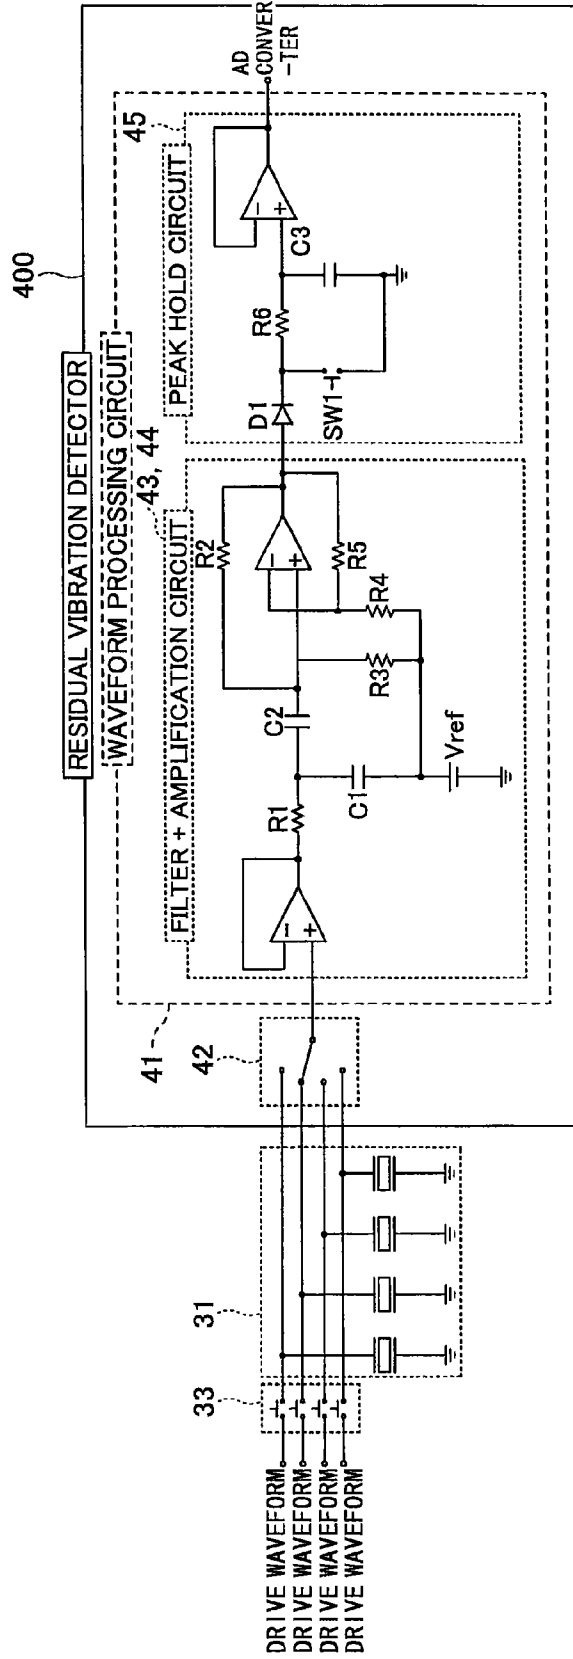 400
RESIDUAL VIBRATION DETECTOR
WAVEFORM PROCESSING CIRCUIT
41
43, 44
FILTER + AMPLIFICATION CIRCUIT
45
PEAK HOLD CIRCUIT
AD
CONVER
-TER
42
31
33
DRIVE WAVEFORM
DRIVE WAVEFORM
DRIVE WAVEFORM
DRIVE WAVEFORM
−
+
R1
C1
C2
Vref
R2
R3
R4
R5
−
+
D1
SW1
R6
C3
−
+